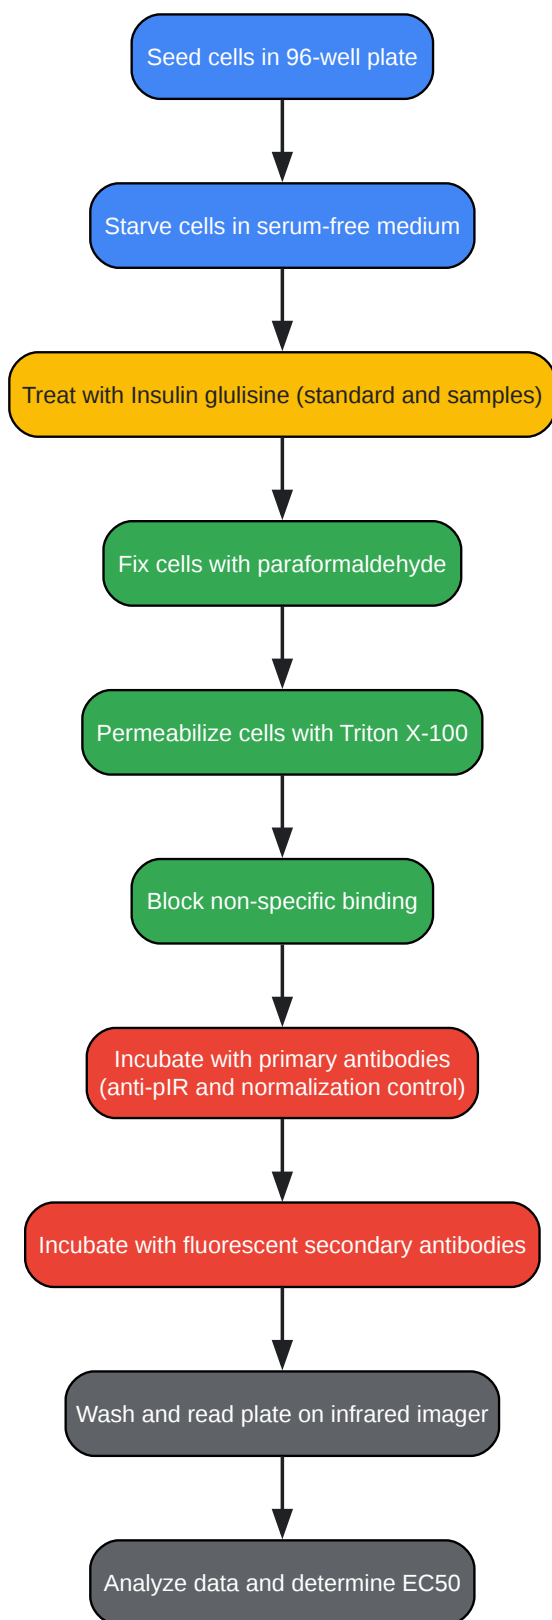 Seed cells in 96-well plate
Starve cells in serum-free medium
Treat with Insulin glulisine (standard and samples)
Fix cells with paraformaldehyde
Permeabilize cells with Triton X-100
Block non-specific binding
Incubate with primary antibodies
(anti-pIR and normalization control)
Incubate with fluorescent secondary antibodies
Wash and read plate on infrared imager
Analyze data and determine EC50